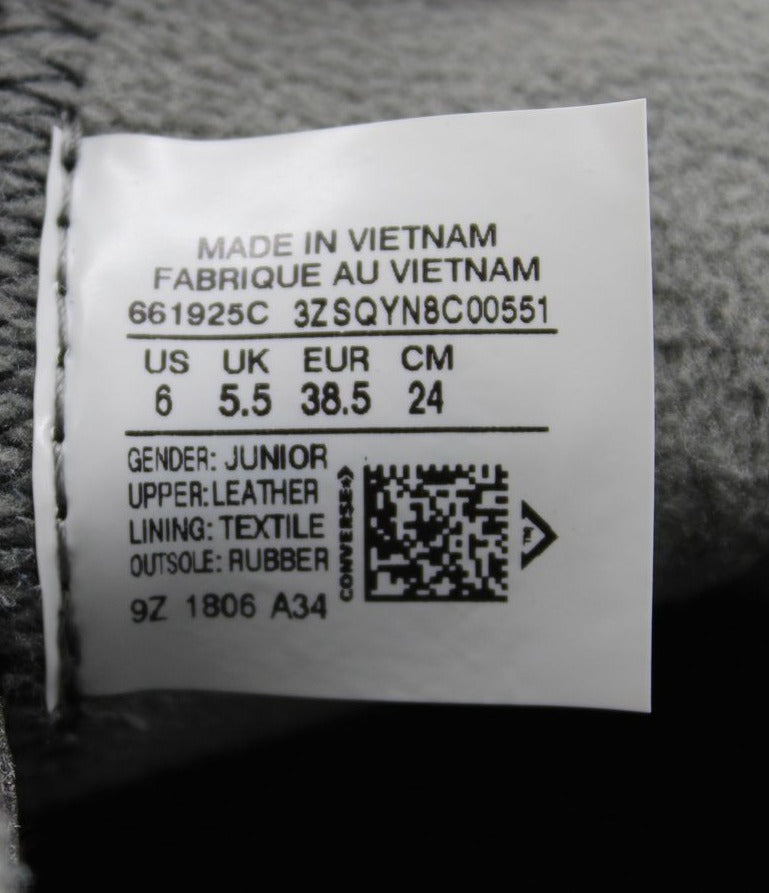 MADE IN VIETNAM
FABRIQUE AU VIETNAM
661925C 3ZSQYN8C00551
US UK EUR CM
6 5.5 38.5 24
GENDER: JUNIOR
UPPER: LEATHER
LINING: TEXTILE
OUTSOLE: RUBBER
9Z 1806 A34
CONVERSE
TM